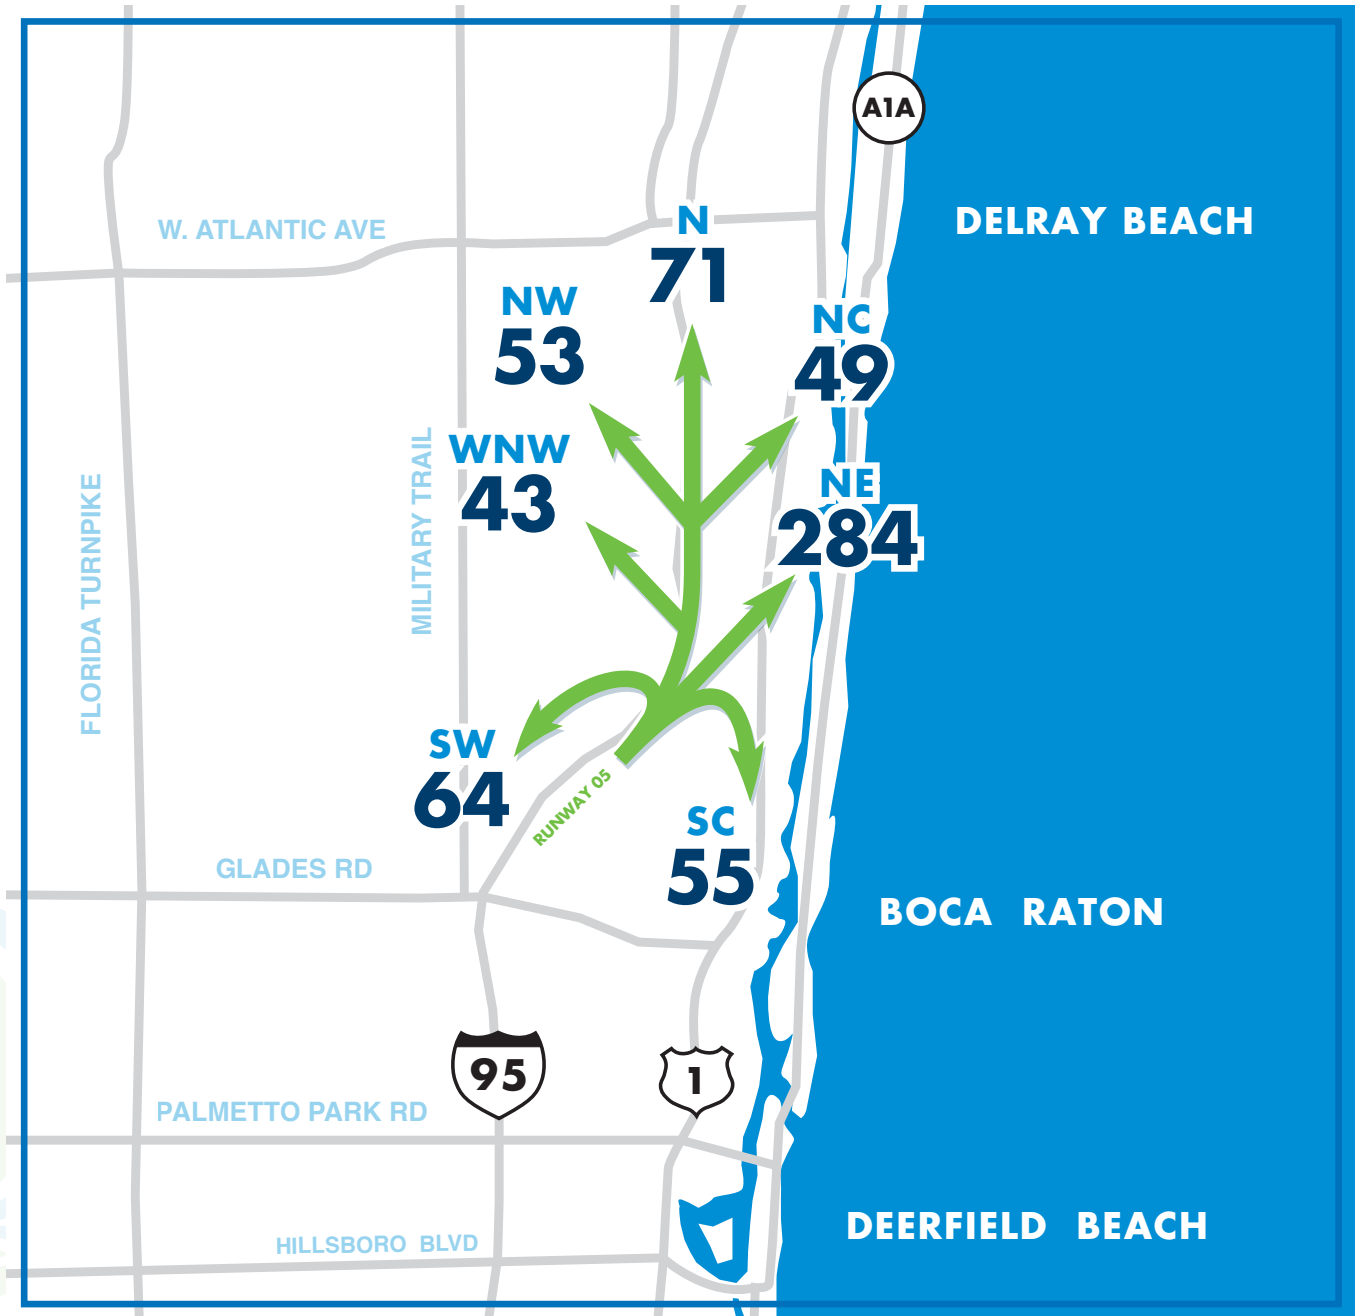 A1A
DELRAY BEACH
W. ATLANTIC AVE
N
71
NW
53
NC
49
WNW
43
NE
284
MILITARY TRAIL
FLORIDA TURNPIKE
SW
64
RUNWAY 05
SC
55
GLADES RD
BOCA RATON
95
1
PALMETTO PARK RD
DEERFIELD BEACH
HILLSBORO BLVD